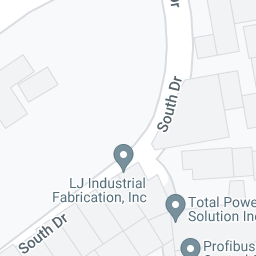 South Dr
LJ Industrial
Fabrication, Inc
Total Powe
Solution Inc
South Dr
Profibus